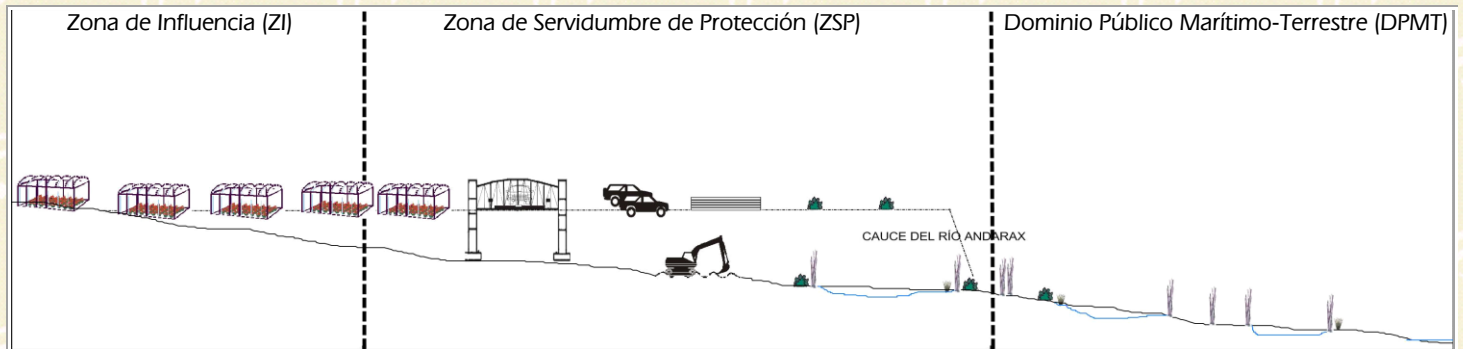 Zona de Influencia (ZI)
Zona de Servidumbre de Protección (ZSP)
Dominio Público Marítimo-Terrestre (DPMT)
CAUCE DEL RÍO ANDARAX